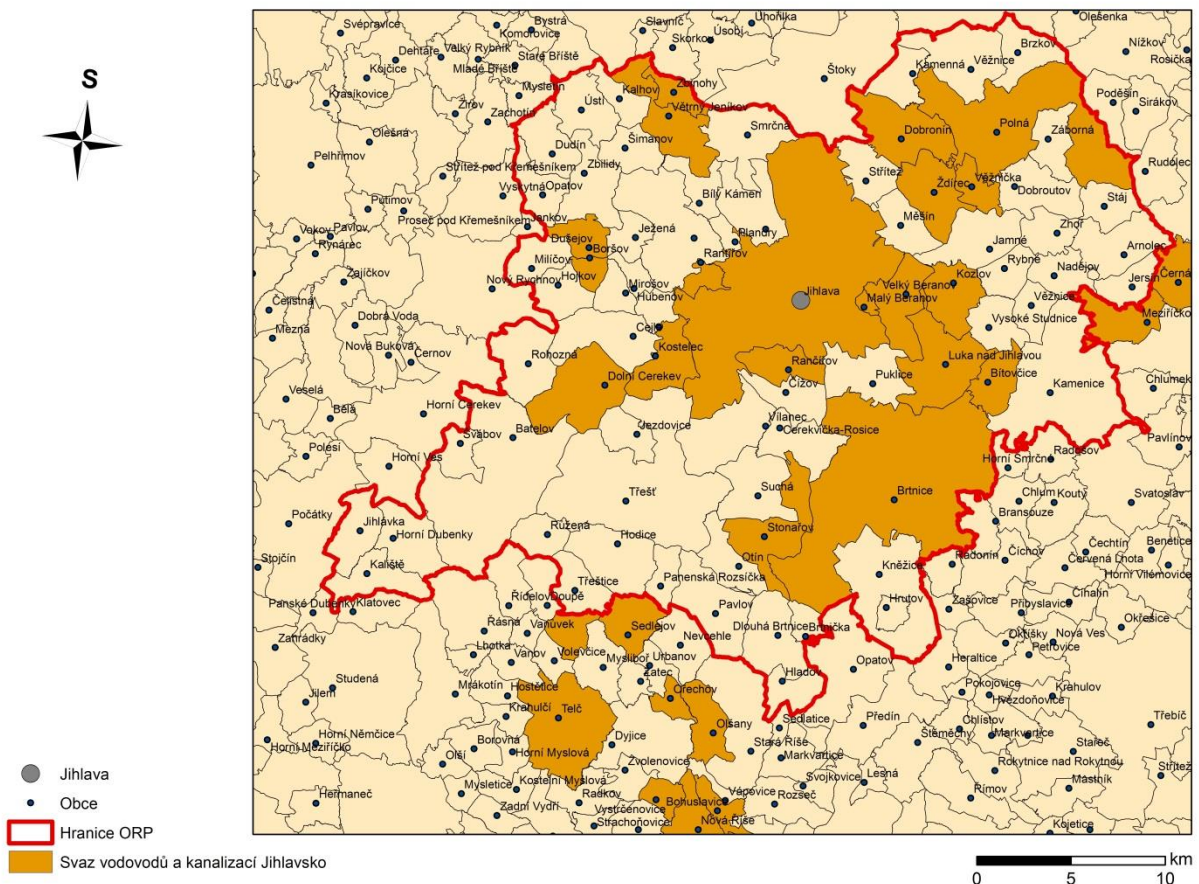 S
Svépravice
Bystrá
Komorovice
Slavníč
Skorkov
Úsobí
Úhořilka
Olešenka
Dehtáře
Velký Rybník
Staré Bříště
Mladé Bříště
Kojčice
Brzkov
Nížkov
Rosička
Věžnice
Kamenná
Štoky
Krasíkovice
Mysletín
Zbinohy
Kalhov
Ústí
Větrný Jeníkov
Žirov
Zachotín
Poděšín
Sirákov
Olešná
Smrčná
Dobronín
Polná
Záborná
Šimanov
Dudín
Pelhřimov
Zbilidy
Střítež pod Křemešníkem
Střítež
Rudolec
Ždírec
Věžnička
Dobroutov
Vyskytná
Opatov
Bílý Kámen
Stáj
Putimov
Proseč pod Křemešníkem
Jankov
Měšín
Zhoř
Vokov
Pavlov
Rynárec
Dušejov
Ježená
Plandry
Boršov
Jamné
Arnolec
Rantířov
Milíčov
Rybné
Nadějov
Zajíčkov
Nový Rychnov
Hojkov
Mirošov
Hubenov
Kozlov
Jersín
Černá
Velký Beranov
Malý Beranov
Jihlava
Věžnice
Čelistná
Meziříčko
Dobrá Voda
Vysoké Studnice
Mezná
Cejle
Nová Buková
Černov
Rohozná
Kostelec
Rančířov
Luka nad Jihlavou
Puklice
Bítovčice
Dolní Cerekev
Čížov
Kamenice
Chlumek
Veselá
Bělá
Horní Cerekev
Vílanec
Cerekvička-Rosice
Batelov
Jezdovice
Švábov
Pavlínov
Polesí
Horní Ves
Horní Smrčné
Radošov
Suchá
Brtnice
Třešť
Chlum
Kouty
Svatoslav
Bransouze
Počátky
Jihlávka
Horní Dubenky
Růžená
Hodice
Stonařov
Čechtín
Benetice
Stojčín
Otín
Radonín
Číchov
Červená Lhota
Horní Vilémovice
Kaliště
Kněžice
Třeštice
Panenská Rozsíčka
Panské Dubenky
Klatovec
Řídelov
Doupě
Hrutov
Zašovice
Přibyslavice
Číhalín
Pavlov
Okřešice
Zahrádky
Řásná
Vanůvek
Sedlejov
Dlouhá Brtnice
Brtnička
Nevcehle
Okříšky
Nová Ves
Petrovice
Lhotka
Vanov
Volevčice
Mysliboř
Urbanov
Žatec
Opatov
Heraltice
Hladov
Studená
Mrákotín
Hostětice
Ořechov
Pokojovice
Hvězdoňovice
Krahulov
Jilem
Krahulčí
Telč
Sedlatice
Předín
Chlístov
Třebíč
Olšany
Horní Meziříčko
Horní Němčice
Borovná
Horní Myslová
Dyjice
Stará Říše
Štěměchy
Markvartice
Stařeč
Olší
Markvartice
Zvolenovice
Kostelní Myslová
Svojkovice
Lesná
Rokytnice nad Rokytnou
Střítež
Mastník
Heřmaneč
Mysletice
Radkov
Bohuslavice
Vápovice
Rozseč
Římov
Zadní Vydří
Vystrčenovice
Strachoňovice
Nová Říše
Kojetice
Jihlava
Obce
Hranice ORP
Svaz vodovodů a kanalizací Jihlavsko
km
0 5 10